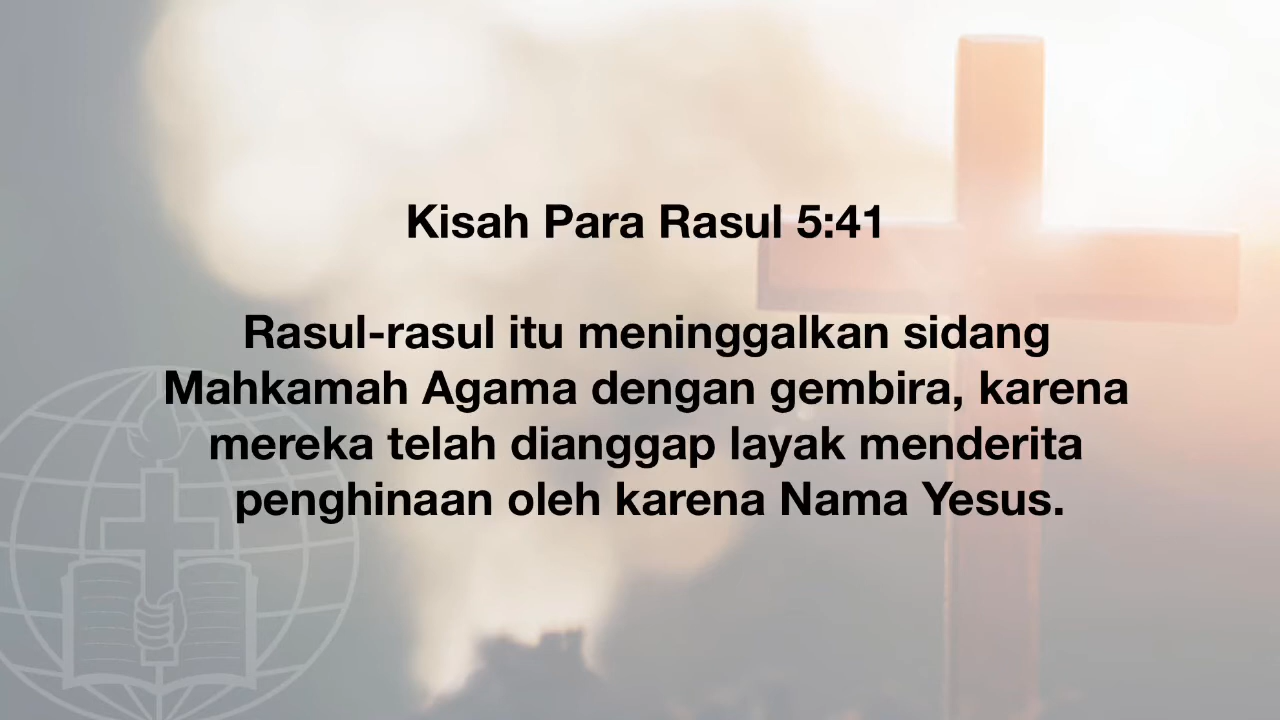 Kisah Para Rasul 5:41
Rasul-rasul itu meninggalkan sidang
Mahkamah Agama dengan gembira, karena
mereka telah dianggap layak menderita
penghinaan oleh karena Nama Yesus.